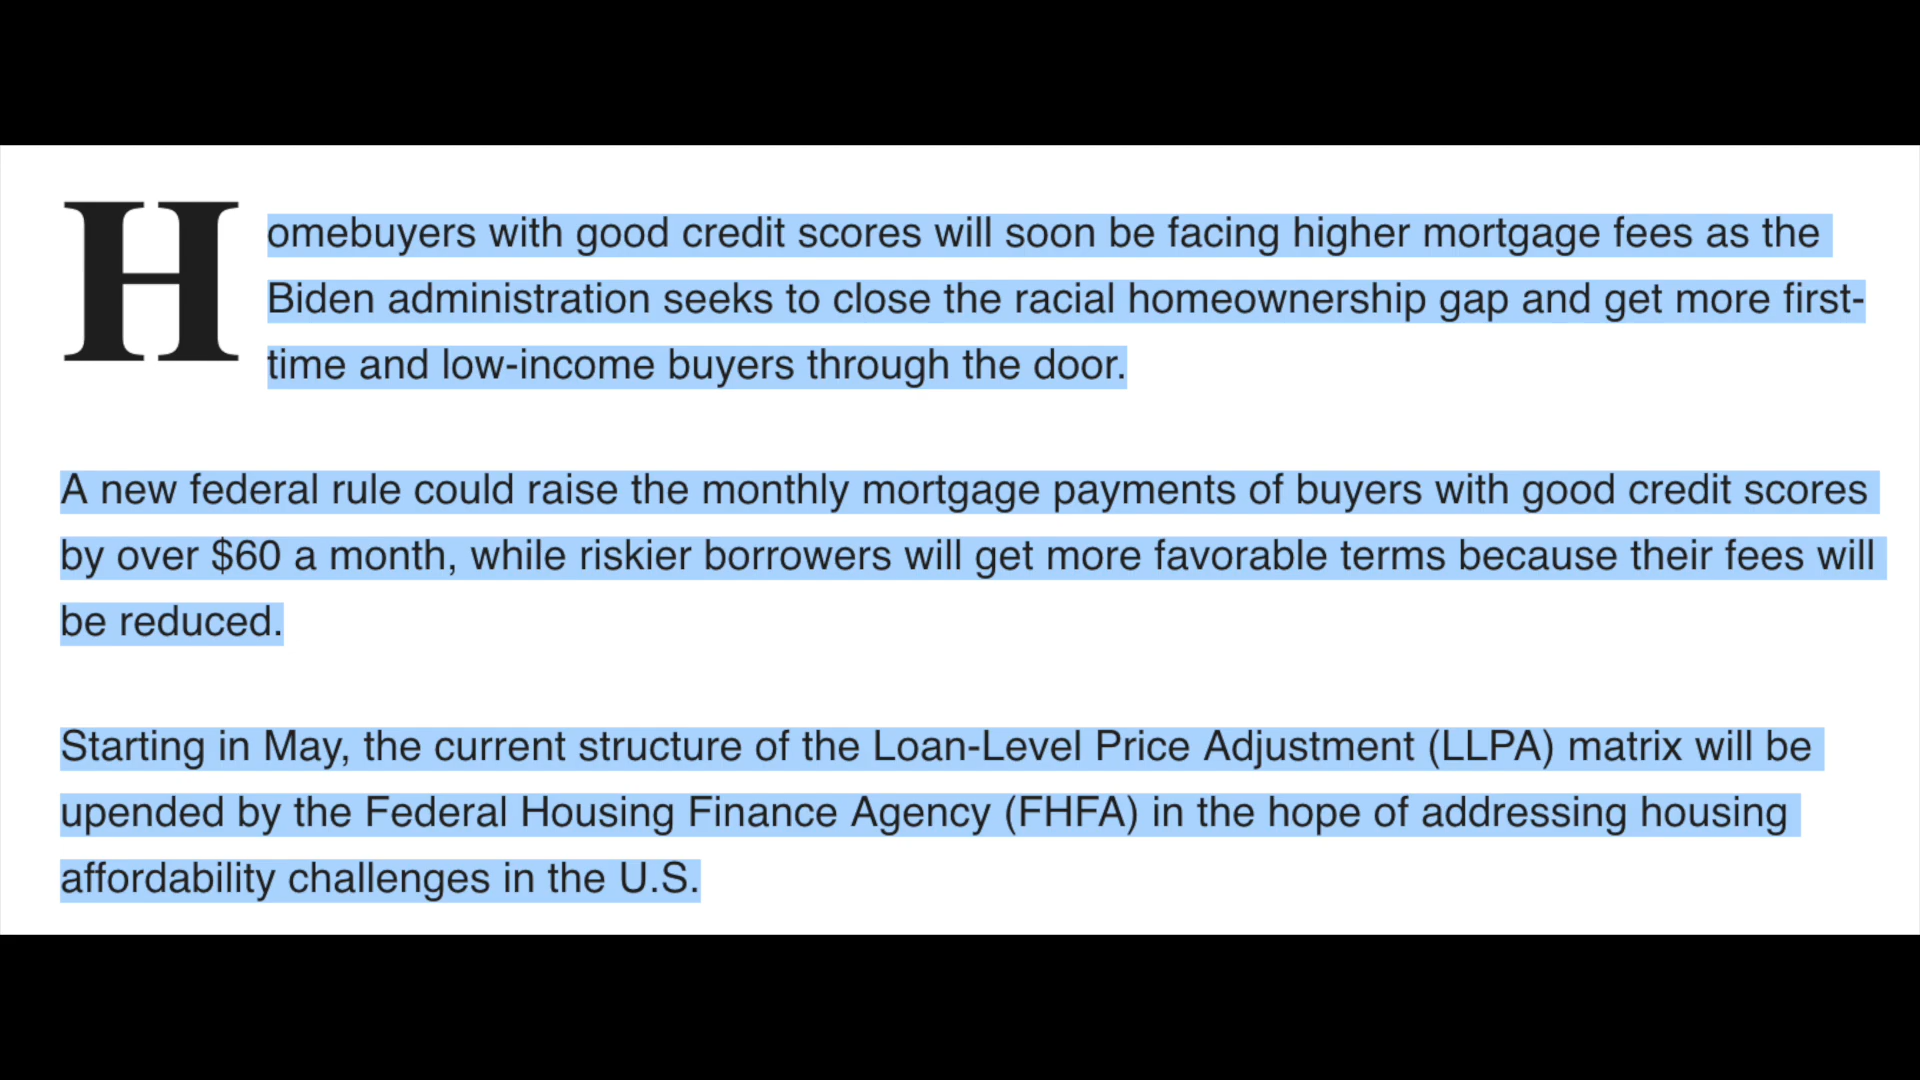 Homebuyers with good credit scores will soon be facing higher mortgage fees as the
Biden administration seeks to close the racial homeownership gap and get more first-
time and low-income buyers through the door.
A new federal rule could raise the monthly mortgage payments of buyers with good credit scores
by over $60 a month, while riskier borrowers will get more favorable terms because their fees will
be reduced.
Starting in May, the current structure of the Loan-Level Price Adjustment (LLPA) matrix will be
upended by the Federal Housing Finance Agency (FHFA) in the hope of addressing housing
affordability challenges in the U.S.